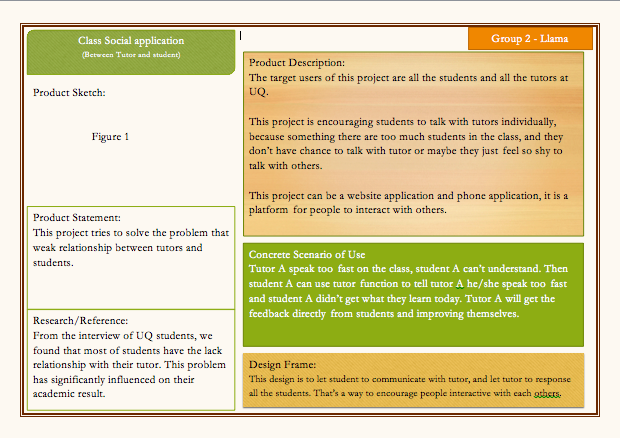 Class Social application
(Between Tutor and student)
Product Sketch:
Figure 1
Product Statement:
This project tries to solve the problem that
weak relationship between tutors and
students.
Research/Reference:
From the interview of UQ students, we
found that most of students have the lack
relationship with their tutor. This problem
has significantly influenced on their
academic result.
Group 2 - Llama
Product Description:
The target users of this project are all the students and all the tutors at
UQ.
This project is encouraging students to talk with tutors individually,
because something there are too much students in the class, and they
don't have chance to talk with tutor or maybe they just feel so shy to
talk with others.
This project can be a website application and phone application, it is a
platform for people to interact with others.
Concrete Scenario of Use
Tutor A speak too fast on the class, student A can't understand. Then
student A can use tutor function to tell tutor A he/she speak too fast
and student A didn't get what they learn today. Tutor A will get the
feedback directly from students and improving themselves.
Design Frame:
This design is to let student to communicate with tutor, and let tutor to response
all the students. That's a way to encourage people interactive with each others.